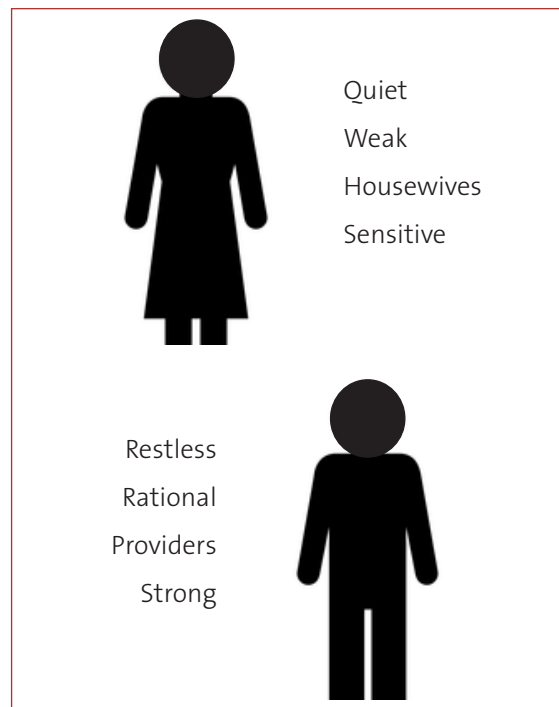 Quiet
Weak
Housewives
Sensitive
Restless
Rational
Providers
Strong